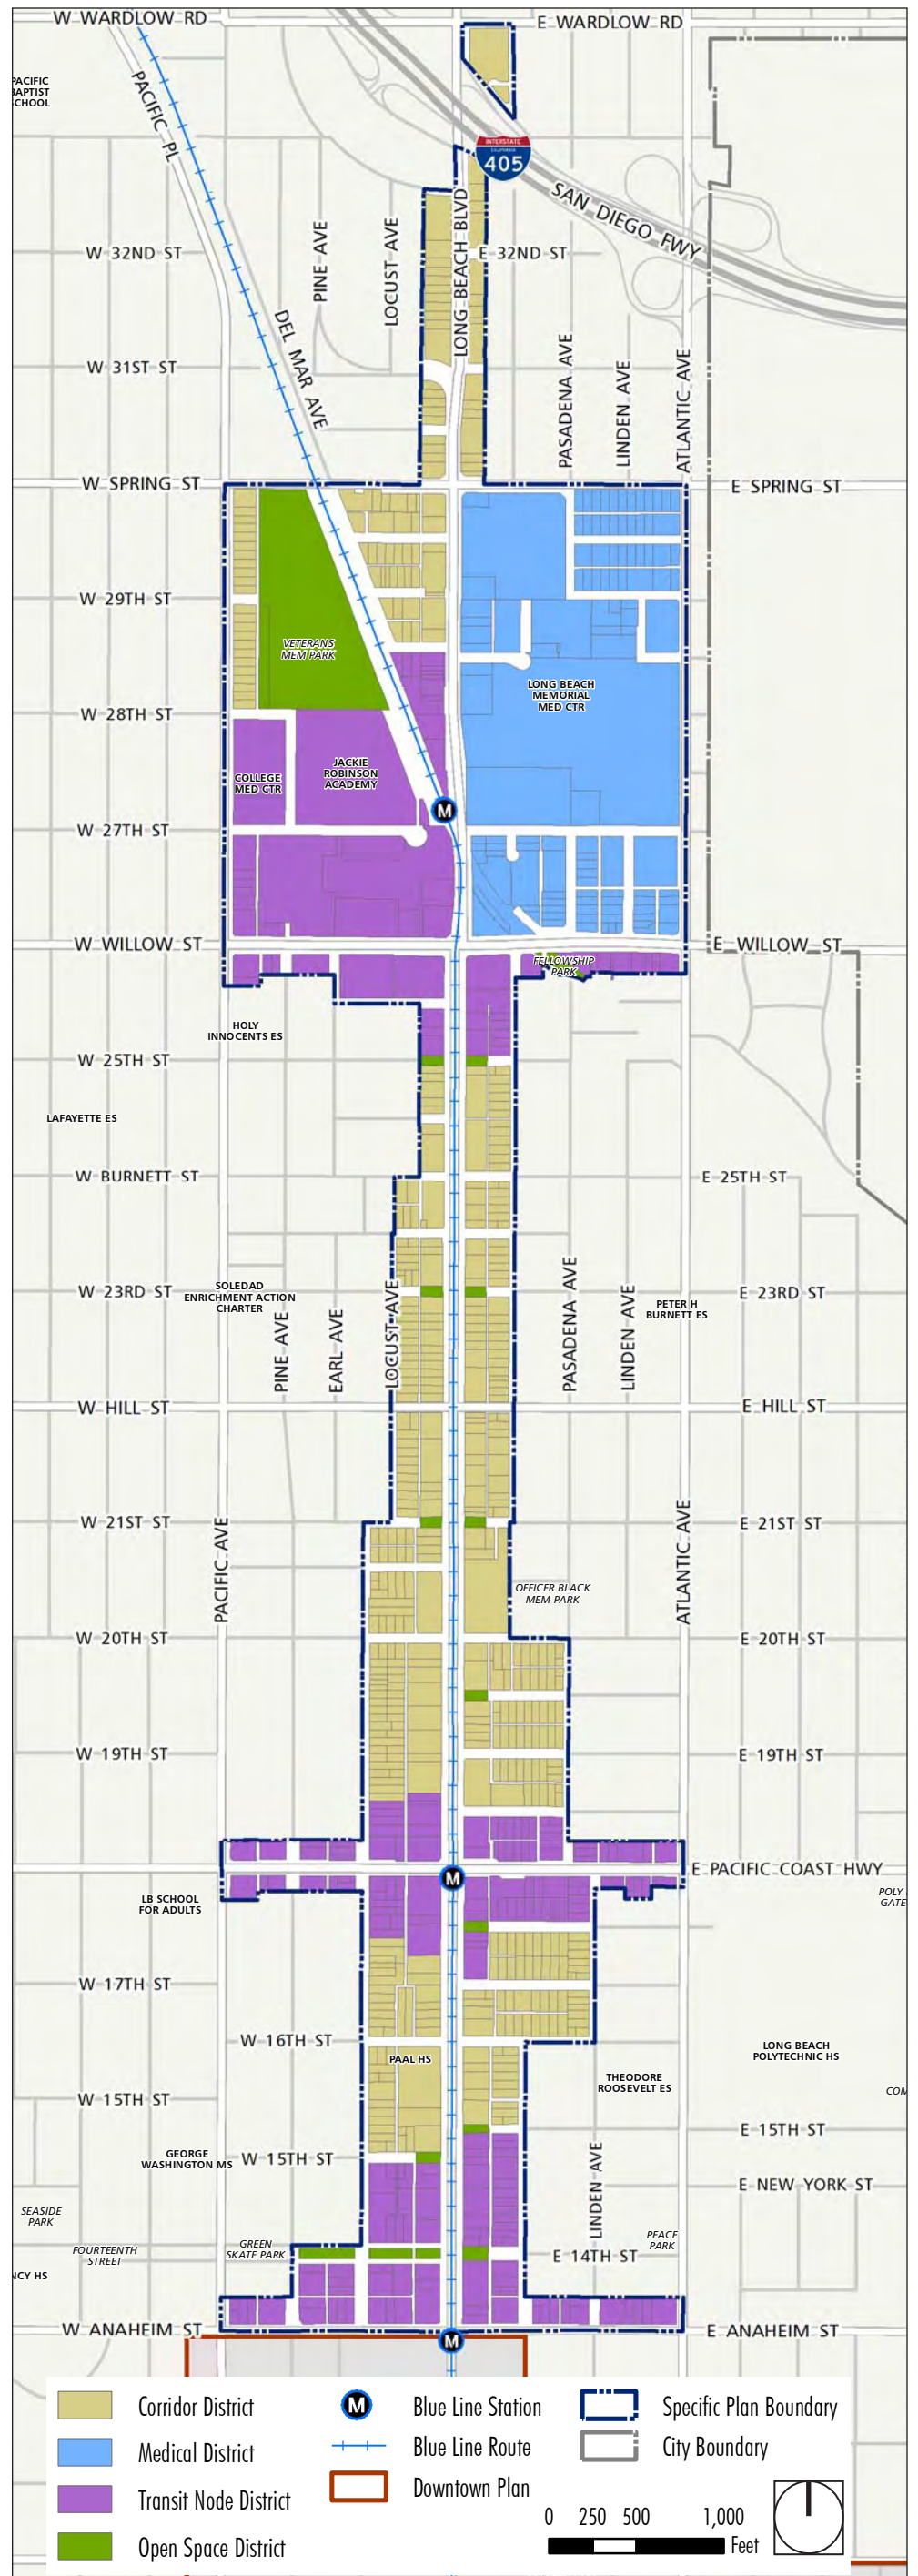 W WARDLOW RD
E WARDLOW RD
PACIFIC
BAPTIST
SCHOOL
PACIFIC PL
INTERSTATE
CALIFORNIA
405
SAN DIEGO FWY
W 32ND ST
PINE AVE
LOCUST AVE
LONG BEACH BLVD
E 32ND ST
W 31ST ST
DEL MAR AVE
PASADENA AVE
LINDEN AVE
ATLANTIC AVE
W SPRING ST
E SPRING ST
W 29TH ST
VETERANS
MEM PARK
LONG BEACH
MEMORIAL
MED CTR
W 28TH ST
COLLEGE
MED CTR
JACKIE
ROBINSON
ACADEMY
M
W 27TH ST
W WILLOW ST
E WILLOW ST
FELLOWSHIP
PARK
HOLY
INNOCENTS ES
W 25TH ST
LAFAYETTE ES
W BURNETT ST
E 25TH ST
W 23RD ST
SOLEDAD
ENRICHMENT ACTION
CHARTER
PINE AVE
EARL AVE
LOCUST AVE
PASADENA AVE
LINDEN AVE
PETER H
BURNETT ES
E 23RD ST
W HILL ST
E HILL ST
W 21ST ST
E 21ST ST
PACIFIC AVE
ATLANTIC AVE
OFFICER BLACK
MEM PARK
W 20TH ST
E 20TH ST
W 19TH ST
E 19TH ST
E PACIFIC COAST HWY
M
LB SCHOOL
FOR ADULTS
POLY
GATE
W 17TH ST
W 16TH ST
PAAL HS
LONG BEACH
POLYTECHNIC HS
THEODORE
ROOSEVELT ES
COM
W 15TH ST
E 15TH ST
GEORGE
WASHINGTON MS
W 15TH ST
LINDEN AVE
E NEW YORK ST
SEASIDE
PARK
FOURTEENTH
STREET
GREEN
SKATE PARK
PEACE
PARK
E 14TH ST
NCY HS
W ANAHEIM ST
E ANAHEIM ST
M
Corridor District
Medical District
Transit Node District
Open Space District
M
Blue Line Station
Blue Line Route
Downtown Plan
Specific Plan Boundary
City Boundary
0 250 500 1,000
Feet